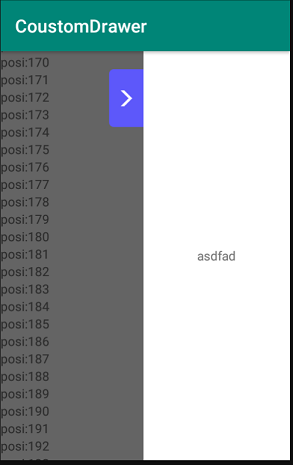 CoustomDrawer
posi:170
posi:171
posi:172
posi:173
posi:174
posi:175
posi:176
posi:177
posi:178
posi:179
posi:180
posi:181
posi:182
posi:183
posi:184
posi:185
posi:186
posi:187
posi:188
posi:189
posi:190
posi:191
posi:192
asdfad